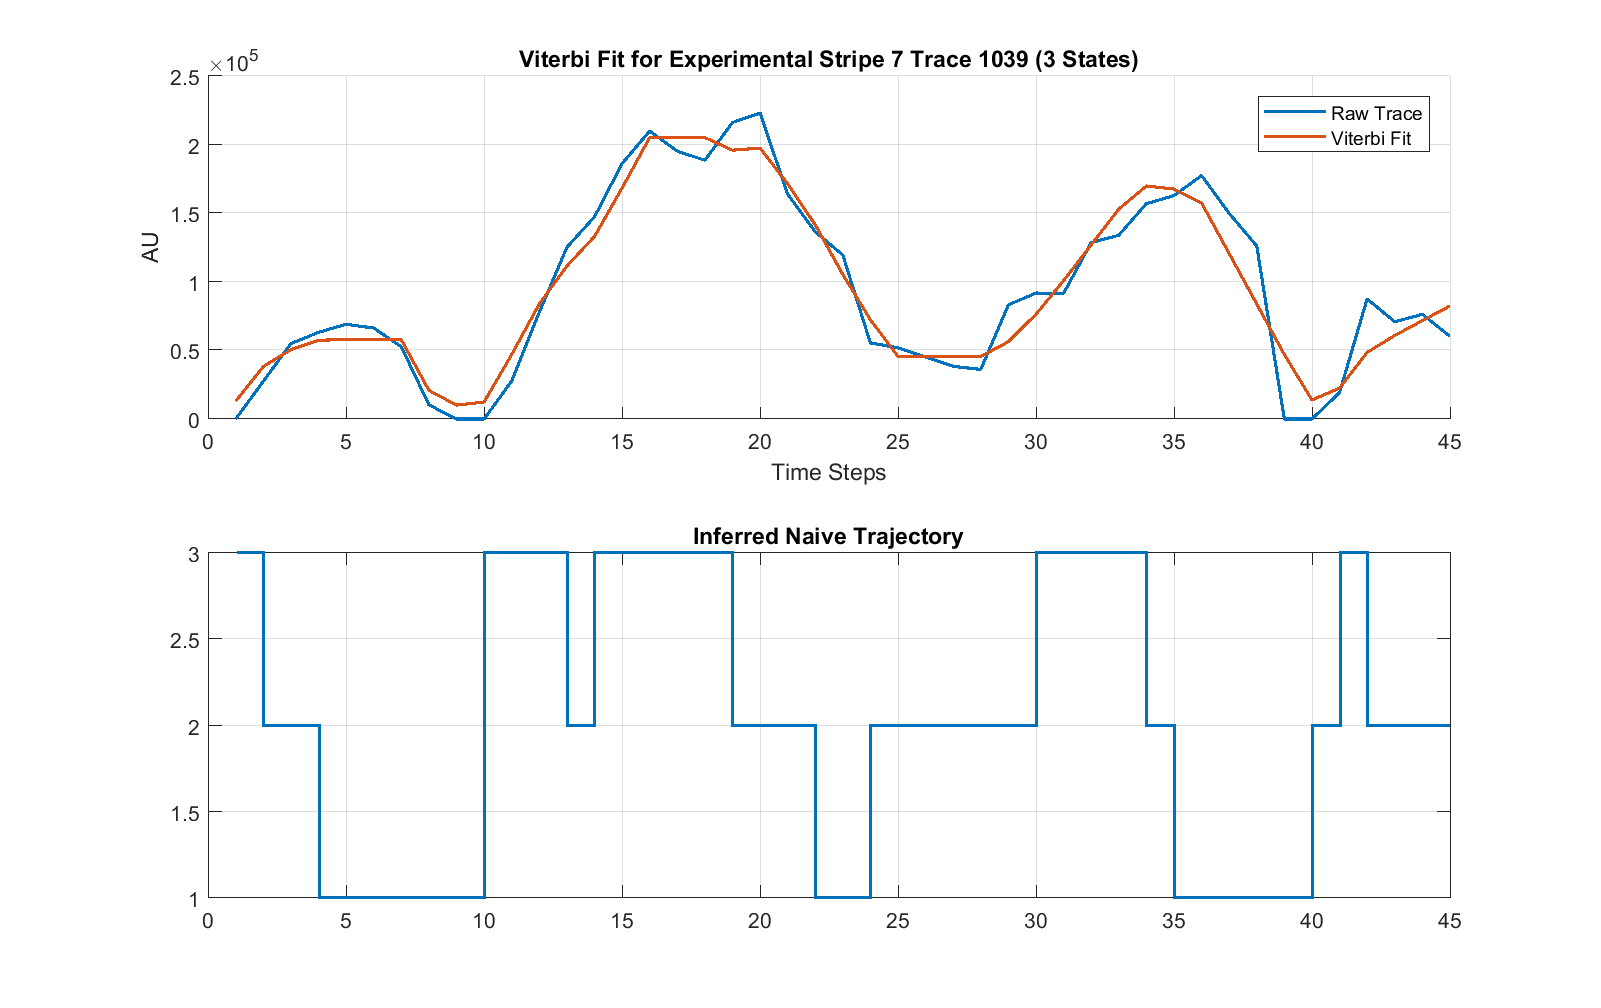 Viterbi Fit for Experimental Stripe 7 Trace 1039 (3 States)
×10^5
2.5
2
1.5
1
0.5
0
AU
Raw Trace
Viterbi Fit
0 5 10 15 20 25 30 35 40 45
Time Steps
Inferred Naive Trajectory
3
2.5
2
1.5
1
0 5 10 15 20 25 30 35 40 45